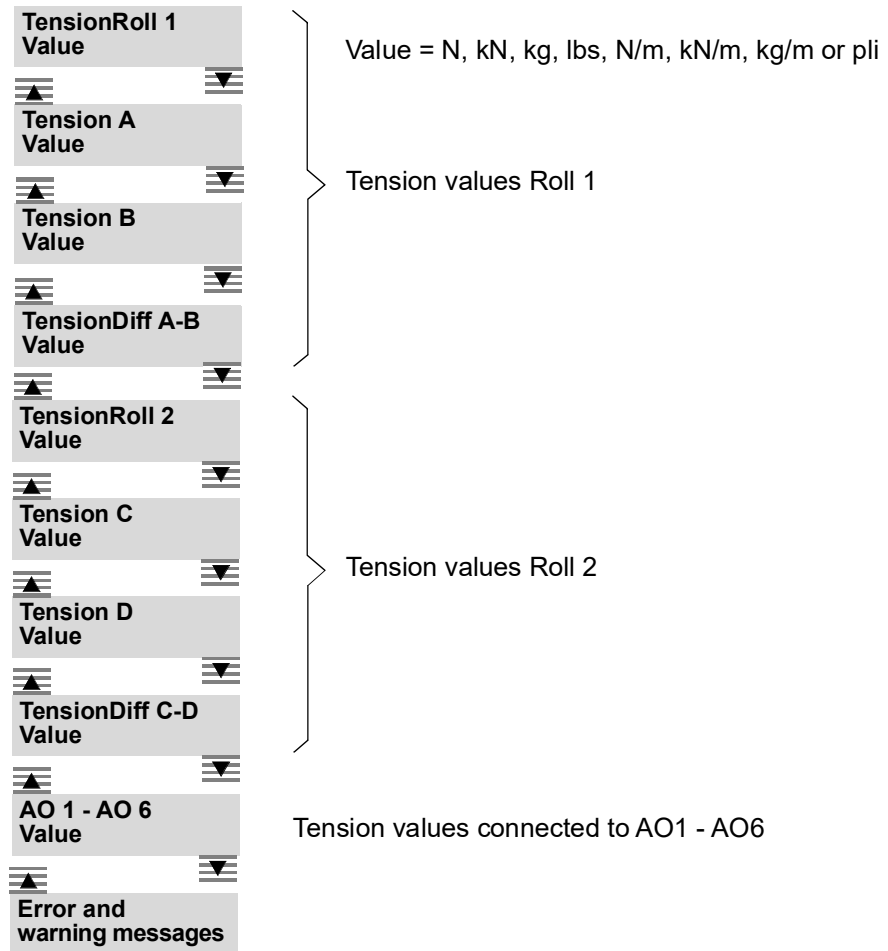 TensionRoll 1
Value
Value = N, kN, kg, lbs, N/m, kN/m, kg/m or pli
Tension A
Value
Tension values Roll 1
Tension B
Value
TensionDiff A-B
Value
TensionRoll 2
Value
Tension C
Value
Tension values Roll 2
Tension D
Value
TensionDiff C-D
Value
AO 1 - AO 6
Value
Tension values connected to AO1 - AO6
Error and
warning messages